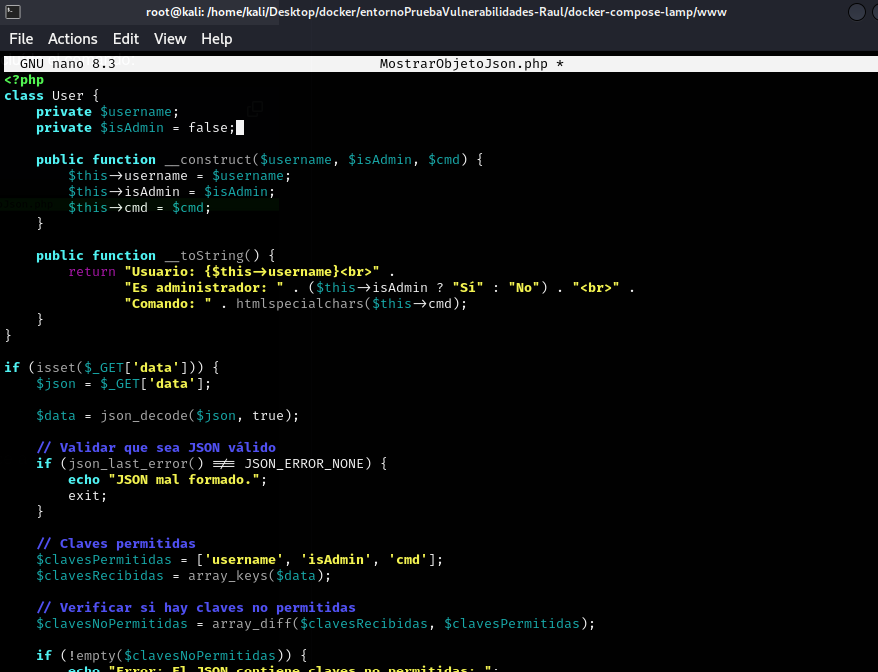 root@kali: /home/kali/Desktop/docker/entornoPruebaVulnerabilidades-Raul/docker-compose-lamp/www
File Actions Edit View Help
GNU nano 8.3 MostrarObjetoJson.php *
<?php
class User {
    private $username;
    private $isAdmin = false;

    public function __construct($username, $isAdmin, $cmd) {
        $this->username = $username;
        $this->isAdmin = $isAdmin;
        $this->cmd = $cmd;
    }

    public function __toString() {
        return "Usuario: {$this->username}<br>" .
               "Es administrador: " . ($this->isAdmin ? "Sí" : "No") . "<br>" .
               "Comando: " . htmlspecialchars($this->cmd);
    }
}

if (isset($_GET['data'])) {
    $json = $_GET['data'];

    $data = json_decode($json, true);

    // Validar que sea JSON válido
    if (json_last_error() !== JSON_ERROR_NONE) {
        echo "JSON mal formado.";
        exit;
    }

    // Claves permitidas
    $clavesPermitidas = ['username', 'isAdmin', 'cmd'];
    $clavesRecibidas = array_keys($data);

    // Verificar si hay claves no permitidas
    $clavesNoPermitidas = array_diff($clavesRecibidas, $clavesPermitidas);

    if (!empty($clavesNoPermitidas)) {
        echo "Error: El JSON contiene claves no permitidas: ";